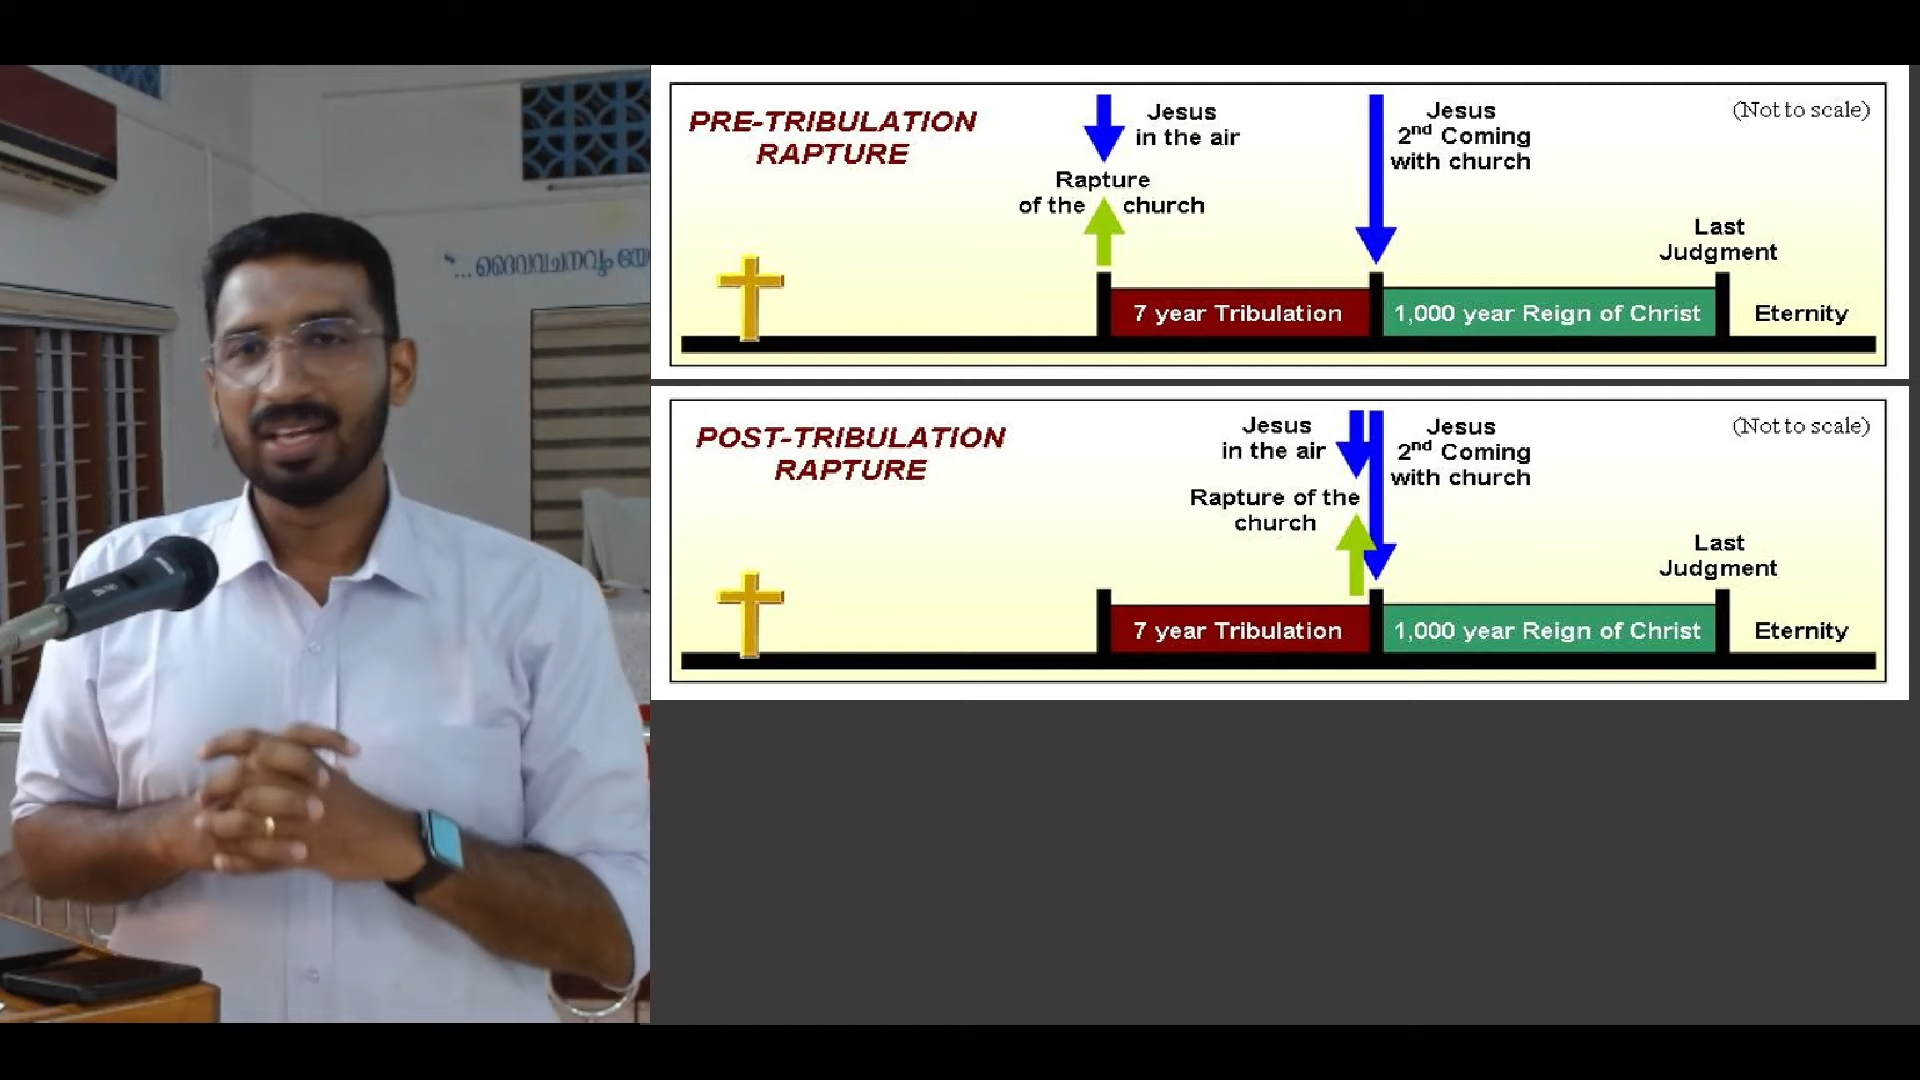 "... ദൈവവചനവും
PRE-TRIBULATION
RAPTURE
Jesus
in the air
Rapture
of the church
Jesus
2nd Coming
with church
(Not to scale)
Last
Judgment
7 year Tribulation
1,000 year Reign of Christ
Eternity
POST-TRIBULATION
RAPTURE
Jesus
in the air
Rapture of the
church
Jesus
2nd Coming
with church
(Not to scale)
Last
Judgment
7 year Tribulation
1,000 year Reign of Christ
Eternity